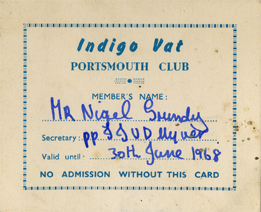 Indigo Vat
PORTSMOUTH CLUB
MEMBER'S NAME:
Mr Nigel Grundy
Secretary: pp
Valid until: 30th June 1968
NO ADMISSION WITHOUT THIS CARD